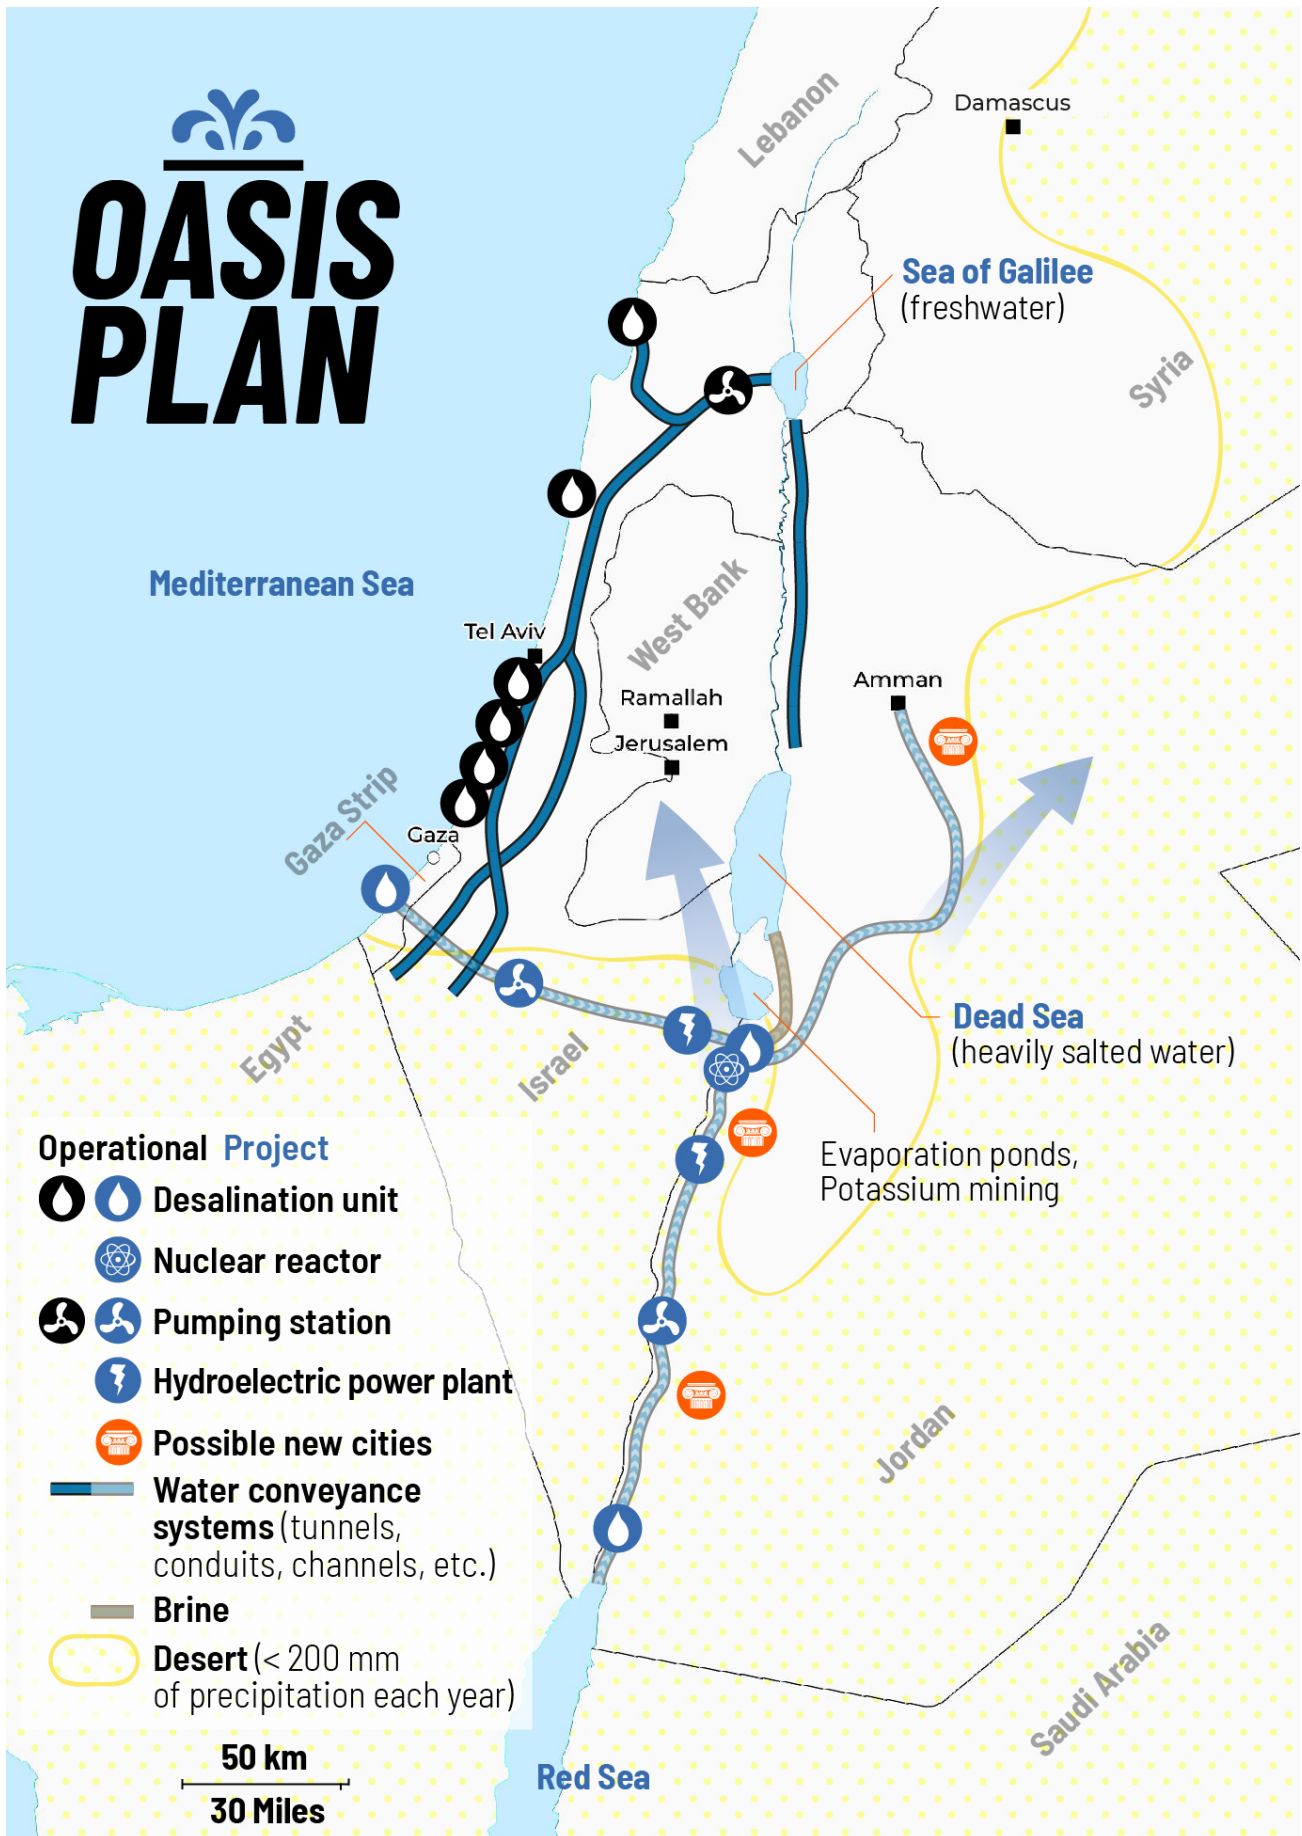 OASIS
PLAN
Lebanon
Damascus
Sea of Galilee
(freshwater)
Syria
Mediterranean Sea
Tel Aviv
West Bank
Ramallah
Jerusalem
Amman
Gaza Strip
Gaza
Dead Sea
(heavily salted water)
Egypt
Israel
Evaporation ponds,
Potassium mining
Operational Project
Desalination unit
Nuclear reactor
Pumping station
Hydroelectric power plant
Possible new cities
Water conveyance
systems (tunnels,
conduits, channels, etc.)
Brine
Desert (< 200 mm
of precipitation each year)
Jordan
Saudi Arabia
50 km
30 Miles
Red Sea